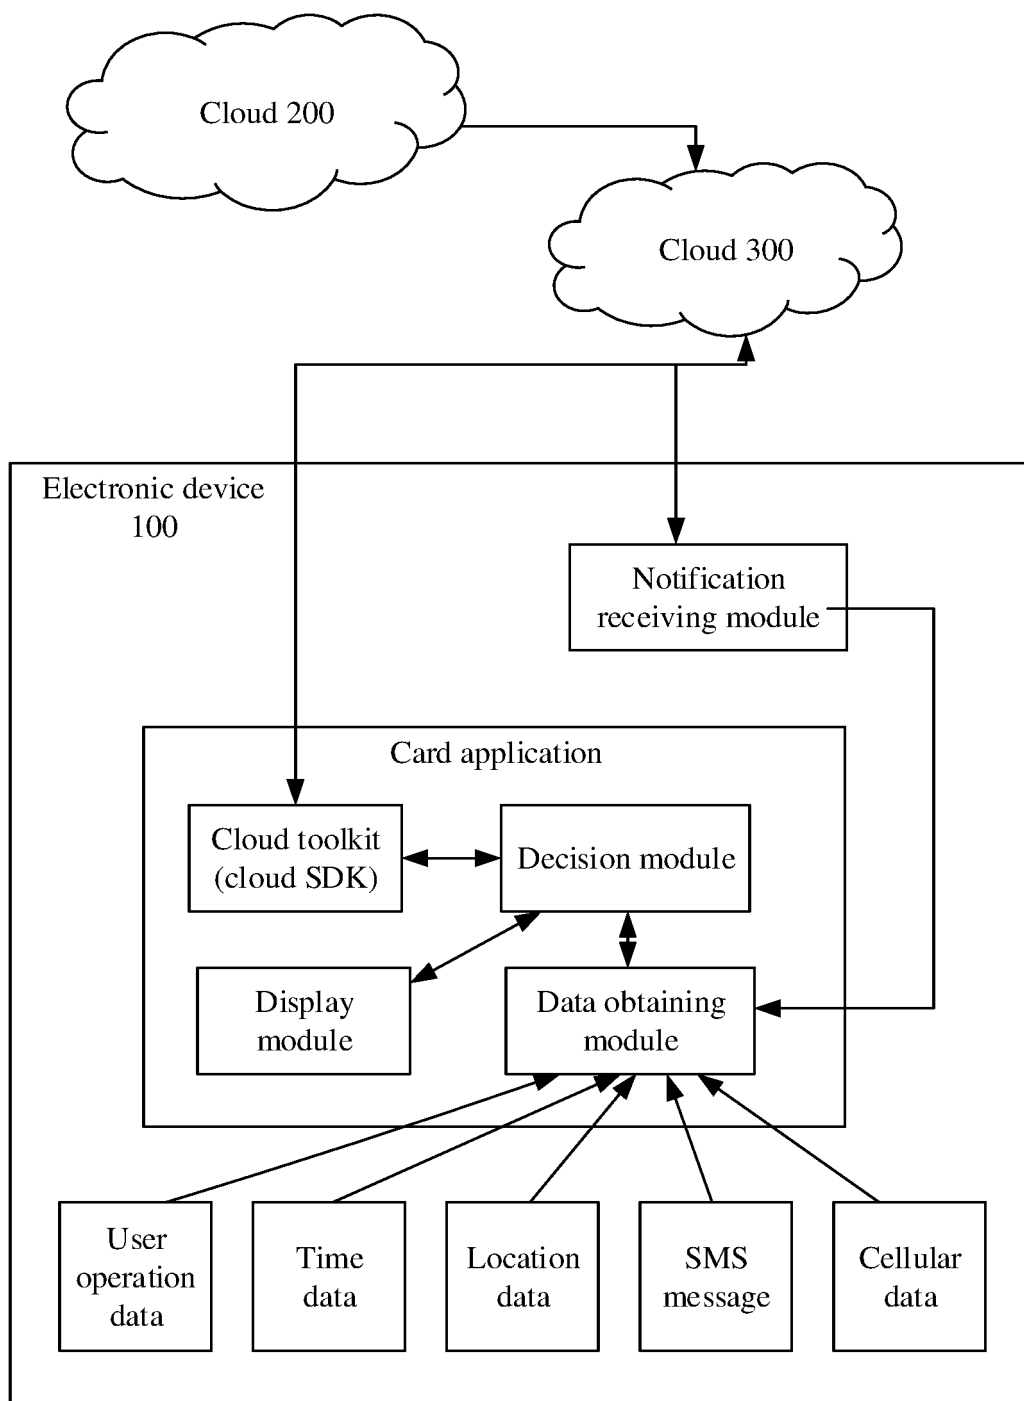 Cloud 200
Cloud 300
Electronic device
100
Notification
receiving module
Card application
Cloud toolkit
(cloud SDK)
Decision module
Display
module
Data obtaining
module
User
operation
data
Time
data
Location
data
SMS
message
Cellular
data